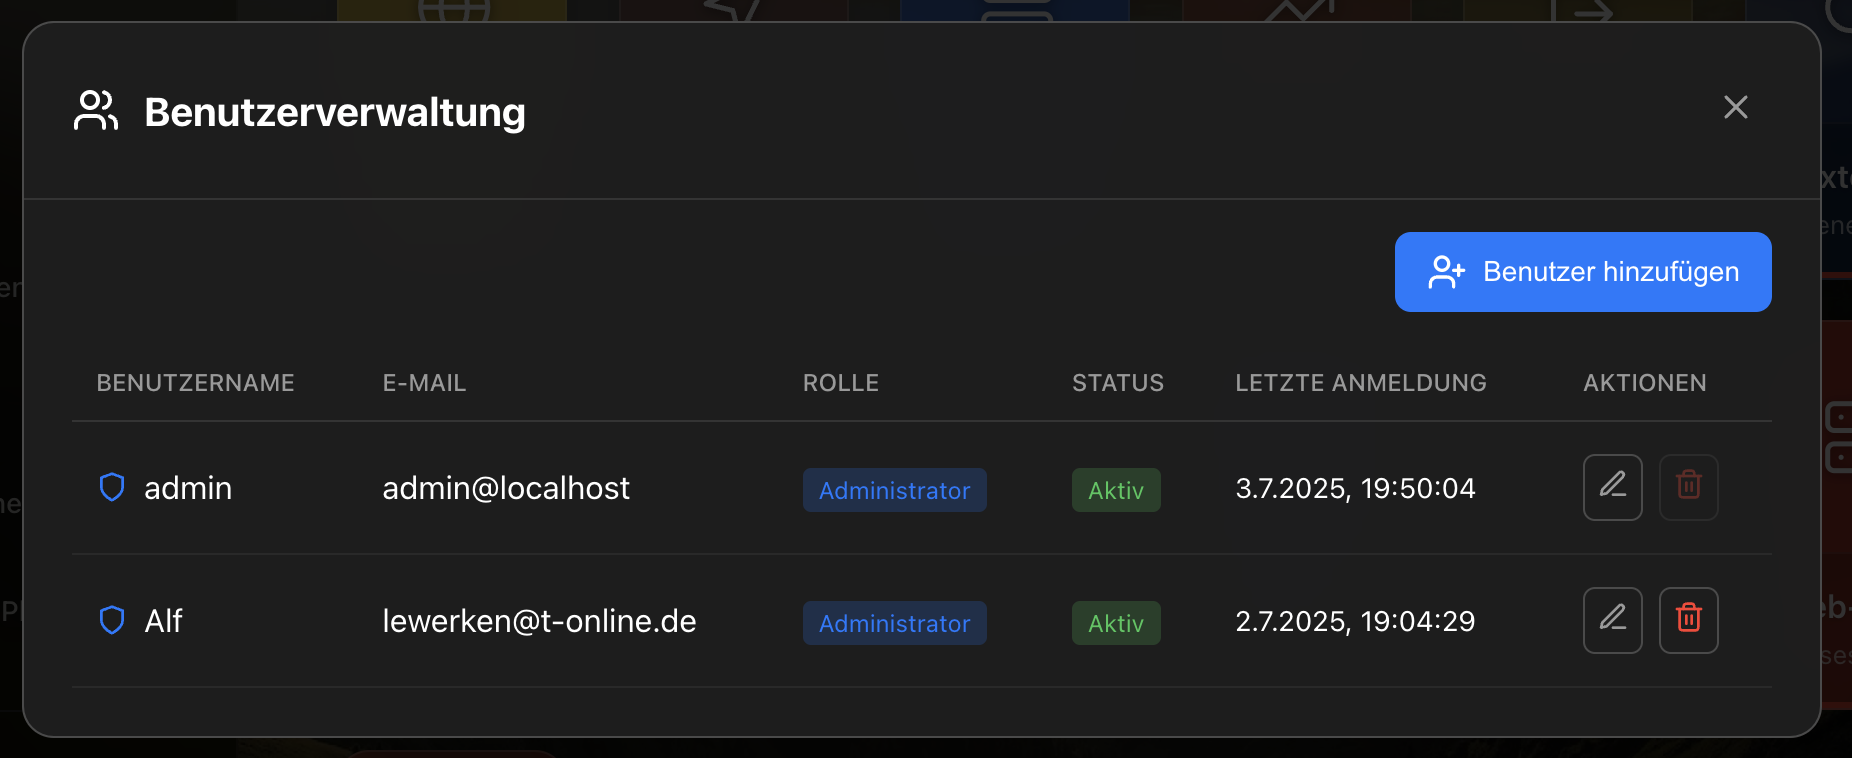 Benutzerverwaltung
Benutzer hinzufügen
BENUTZERNAME E-MAIL ROLLE STATUS LETZTE ANMELDUNG AKTIONEN
admin admin@localhost Administrator Aktiv 3.7.2025, 19:50:04
Alf lewerken@t-online.de Administrator Aktiv 2.7.2025, 19:04:29